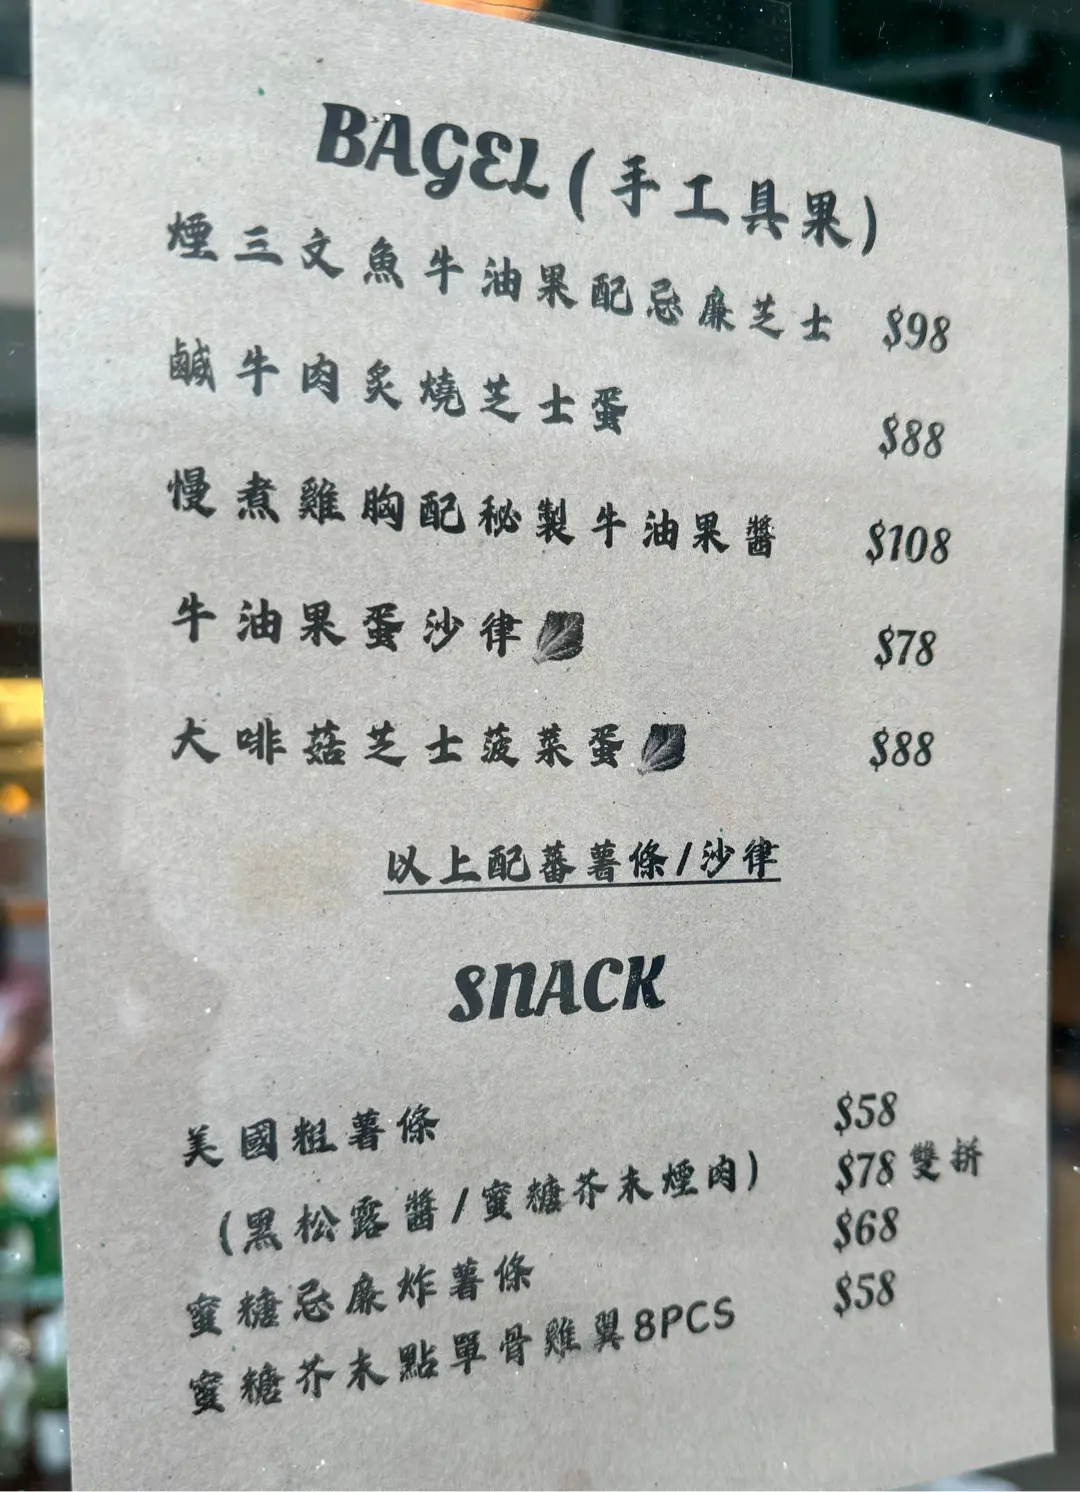 BAGEL (手工具果)
煙三文魚牛油果配忌廉芝士 $98
鹹牛肉炙燒芝士蛋 $88
慢煮雞胸配秘製牛油果醬 $108
牛油果蛋沙律 $78
大啡菇芝士菠菜蛋 $88
以上配蕃薯條/沙律
SNACK
美國粗薯條 $58
(黑松露醬/蜜糖芥末煙肉) $78 雙拼
蜜糖忌廉炸薯條 $68
蜜糖芥末點單骨雞翼8PCS $58